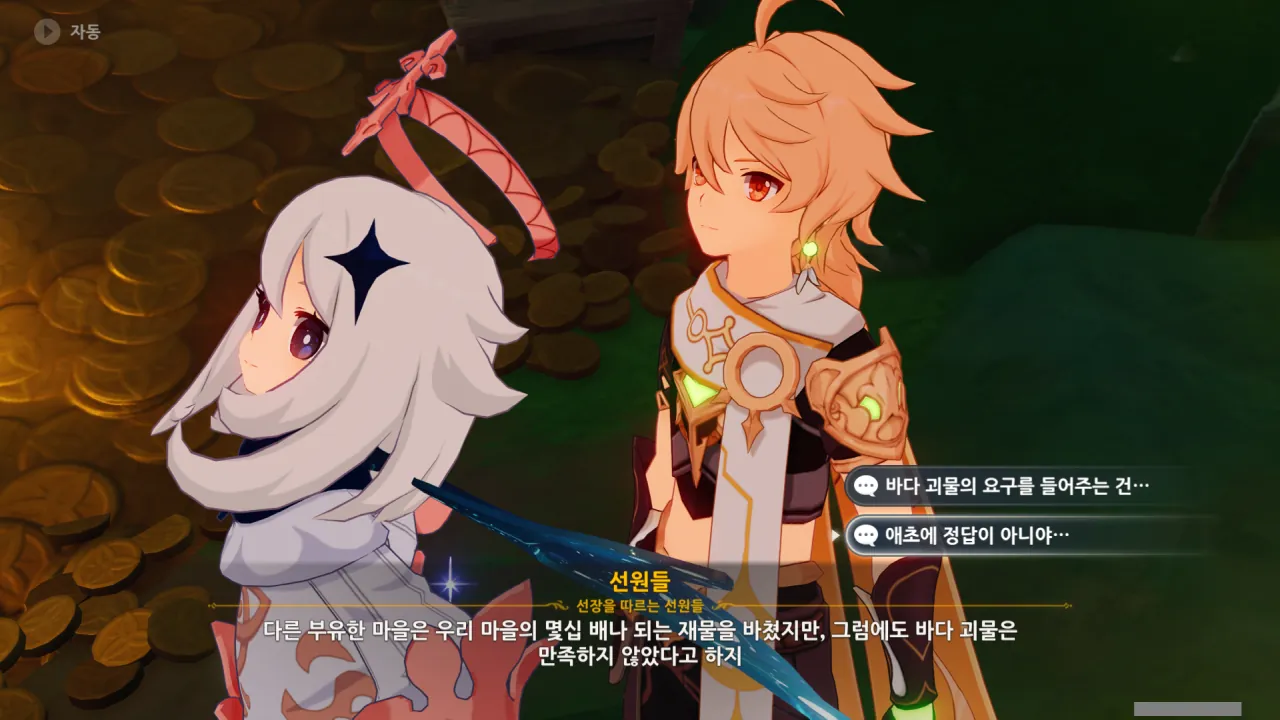 자동
바다 괴물의 요구를 들어주는 건…
애초에 정답이 아니야…
선원들
선장을 따르는 선원들
다른 부유한 마을은 우리 마을의 몇십 배나 되는 재물을 바쳤지만, 그럼에도 바다 괴물은
만족하지 않았다고 하지